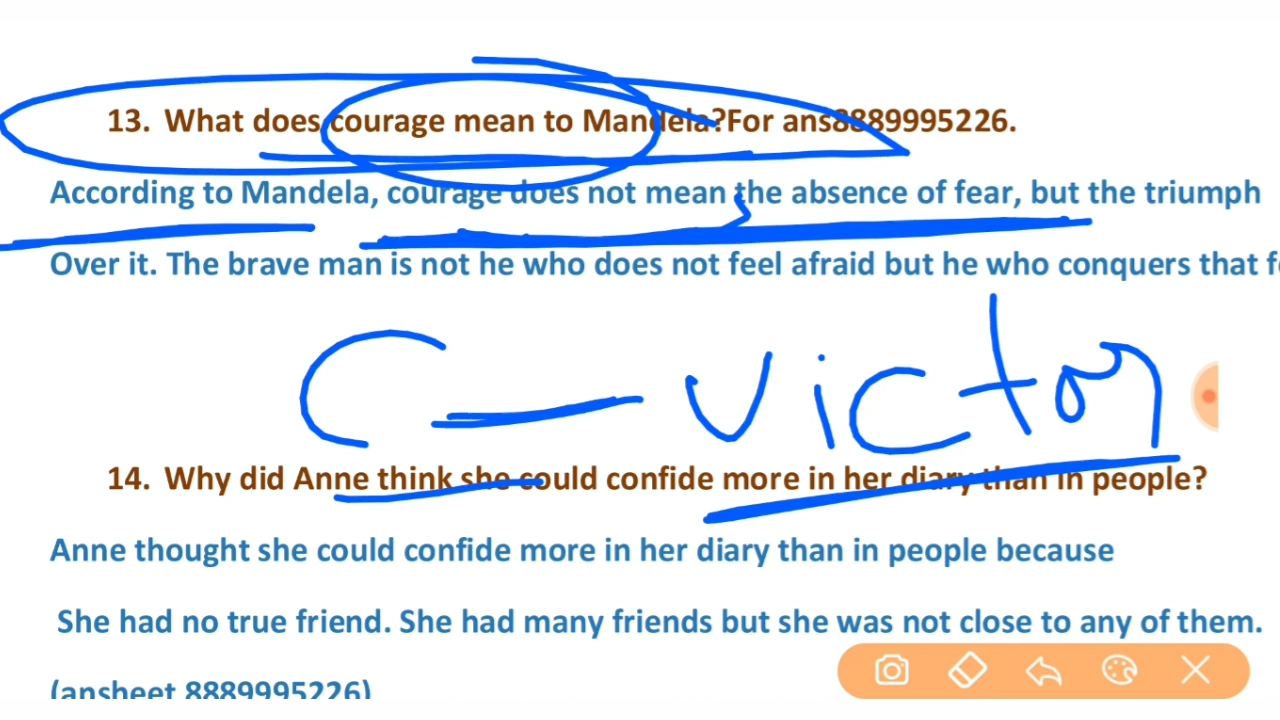 13. What does courage mean to Mandela?For ans8889995226.
According to Mandela, courage does not mean the absence of fear, but the triumph
Over it. The brave man is not he who does not feel afraid but he who conquers that
C — victory
14. Why did Anne think she could confide more in her diary than in people?
Anne thought she could confide more in her diary than in people because
She had no true friend. She had many friends but she was not close to any of them.
(ansheet 8889995226)